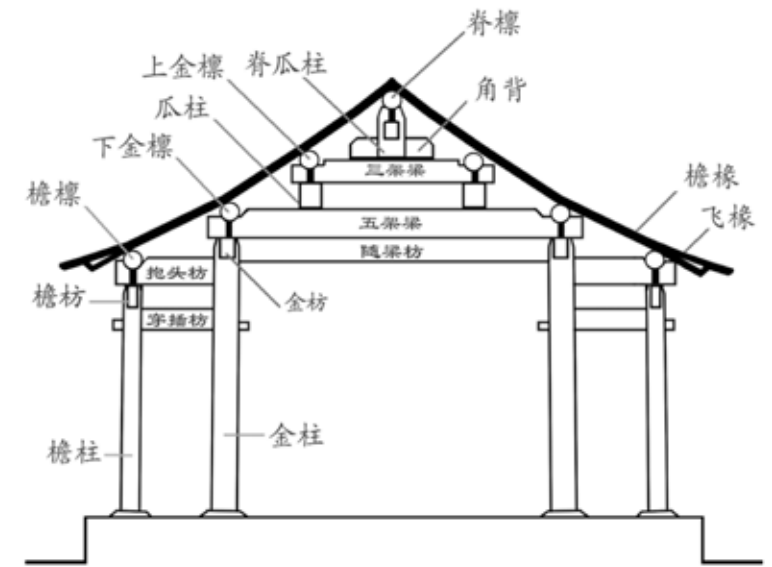 脊檩
上金檩
脊瓜柱
角背
瓜柱
下金檩
三架梁
檐檩
檐椽
五架梁
飞椽
随梁枋
抱头枋
檐枋
金枋
穿插枋
檐柱
金柱